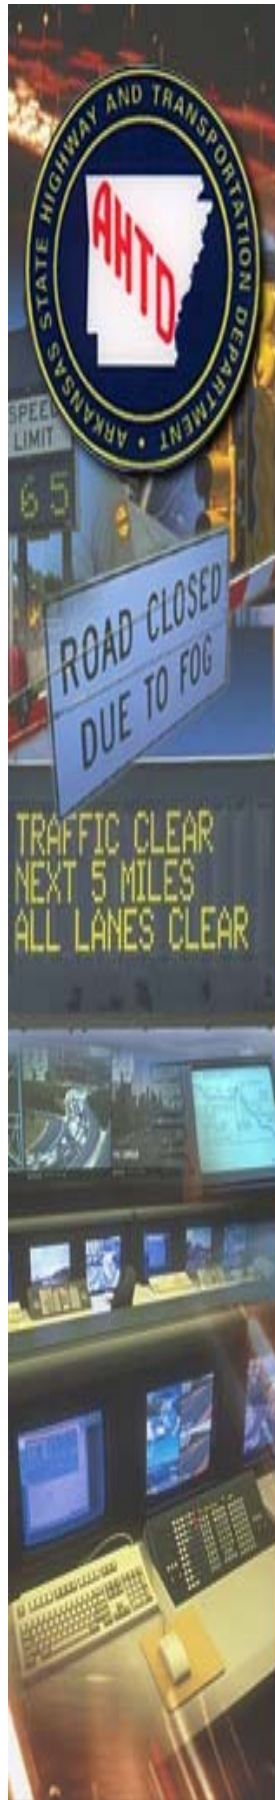 ARKANSAS STATE HIGHWAY AND TRANSPORTATION DEPARTMENT
AHTD
SPEED
LIMIT
65
ROAD CLOSED
DUE TO FOG
TRAFFIC CLEAR
NEXT 5 MILES
ALL LANES CLEAR